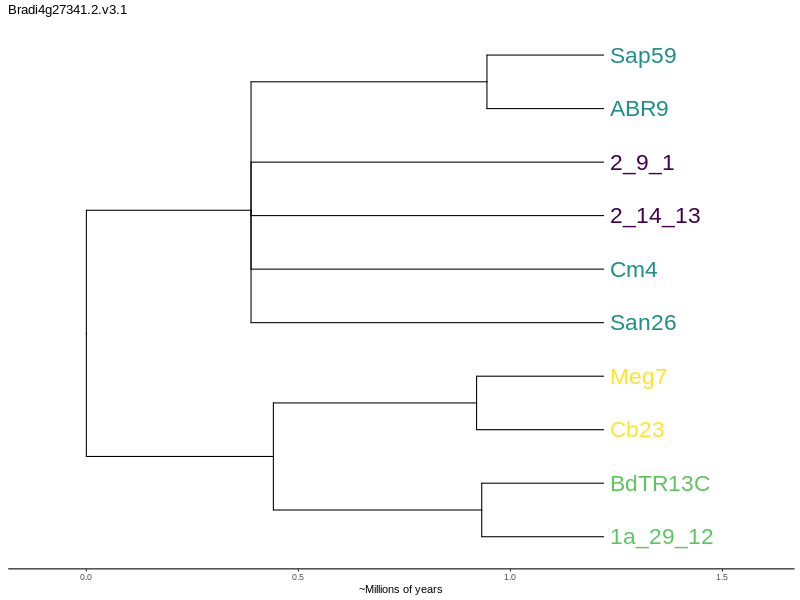 Bradi4g27341.2.v3.1
Sap59
ABR9
2_9_1
2_14_13
Cm4
San26
Meg7
Cb23
BdTR13C
1a_29_12
0.0 0.5 1.0 1.5
~Millions of years